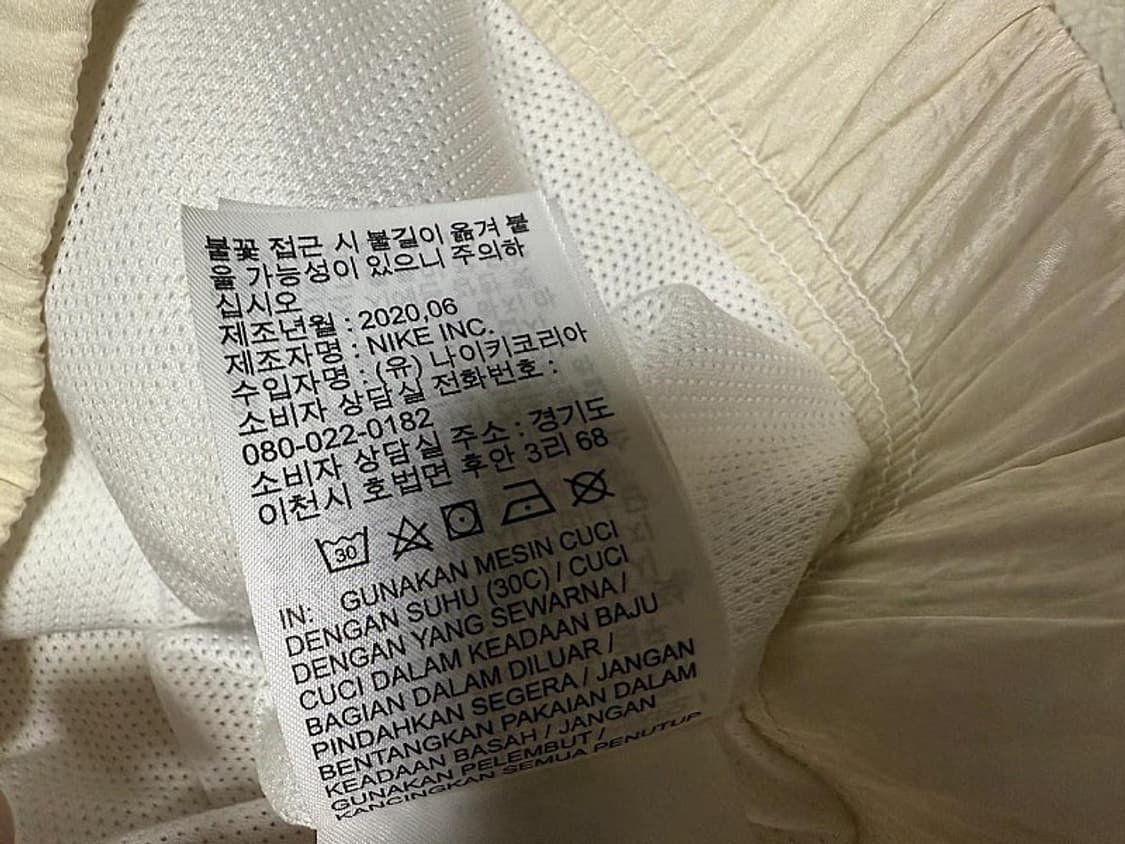 불꽃 접근 시 불길이 옮겨 붙
을 가능성이 있으니 주의하
십시오
제조년월 : 2020,06
제조자명 : NIKE INC.
수입자명 : (유) 나이키코리아
소비자 상담실 전화번호 :
080-022-0182
소비자 상담실 주소 : 경기도
이천시 호법면 후안 3리 68
30
IN: GUNAKAN MESIN CUCI
DENGAN SUHU (30C) / CUCI
DENGAN YANG SEWARNA /
CUCI DALAM KEADAAN BAJU
BAGIAN DALAM DILUAR /
PINDAHKAN SEGERA / JANGAN
BENTANGKAN PAKAIAN DALAM
KEADAAN BASAH / JANGAN
GUNAKAN PELEMBUT /
KANCINGKAN SEMUA PENUTUP